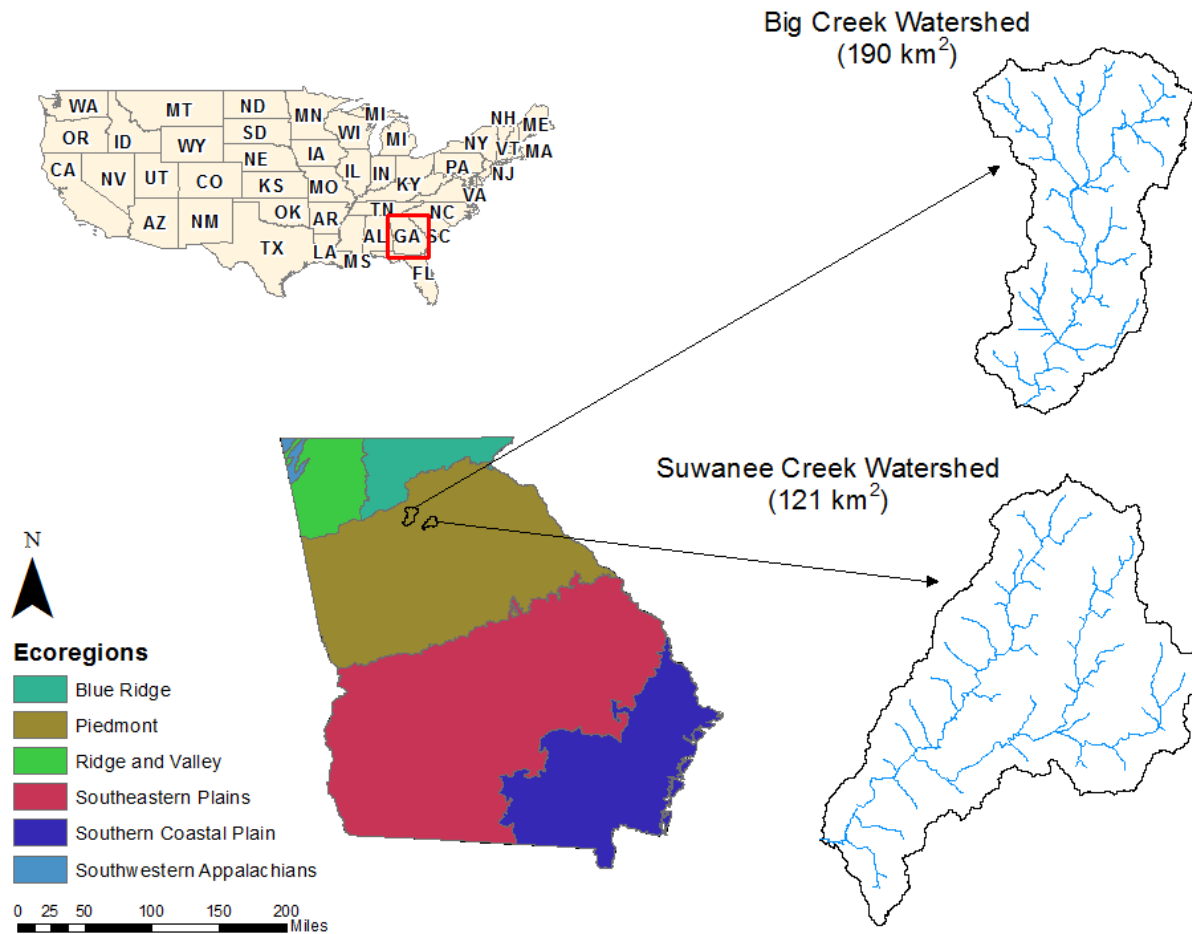 Big Creek Watershed
(190 km²)
WA
MT
ND
MN
MI
NH
ME
OR
ID
SD
WI
MI
NY
VT
MA
WY
IA
PA
NJ
CA
NV
UT
CO
NE
IL
IN
KS
MO
KY
VA
AZ
NM
OK
AR
TN
NC
TX
LA
MS
AL
GA
SC
FL
Suwanee Creek Watershed
(121 km²)
N
Ecoregions
Blue Ridge
Piedmont
Ridge and Valley
Southeastern Plains
Southern Coastal Plain
Southwestern Appalachians
0 25 50 100 150 200
Miles